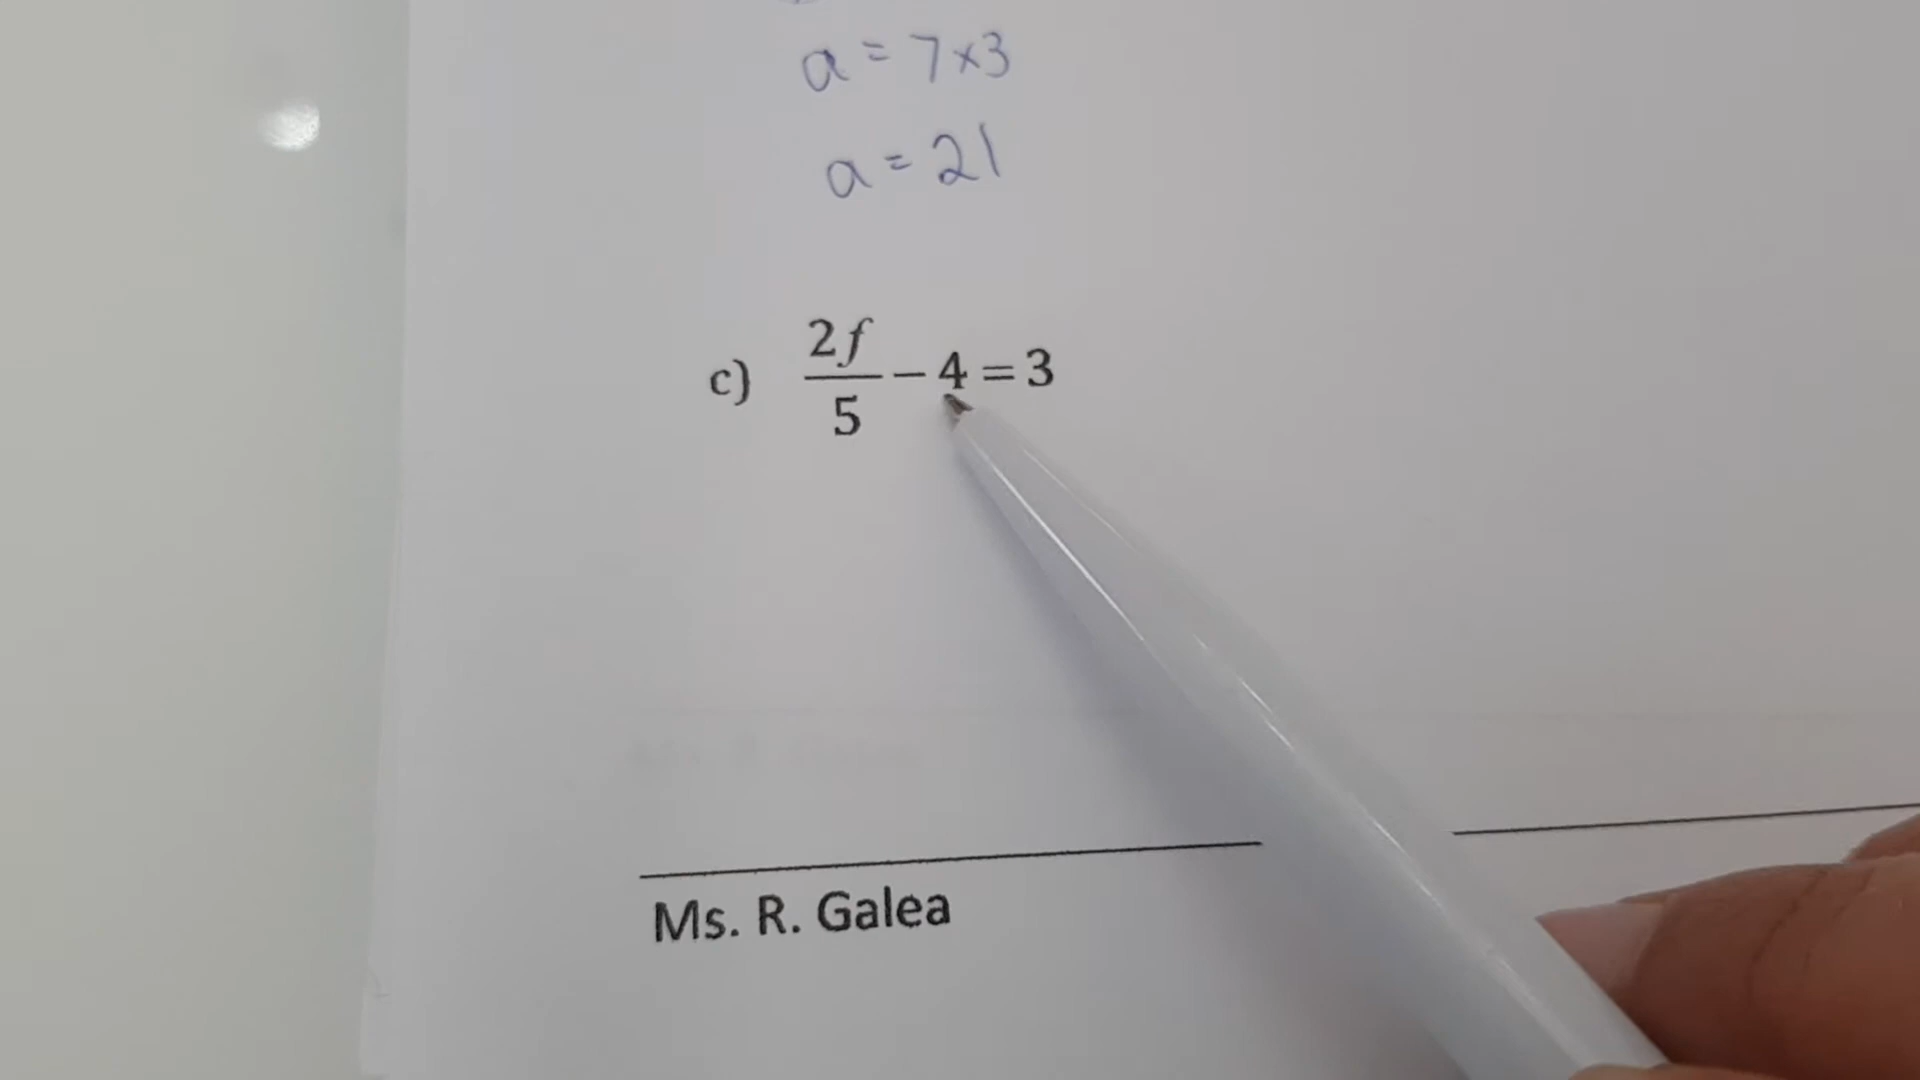 a = 7×3
a = 21
c) 2f/5 − 4 = 3
Ms. R. Galea